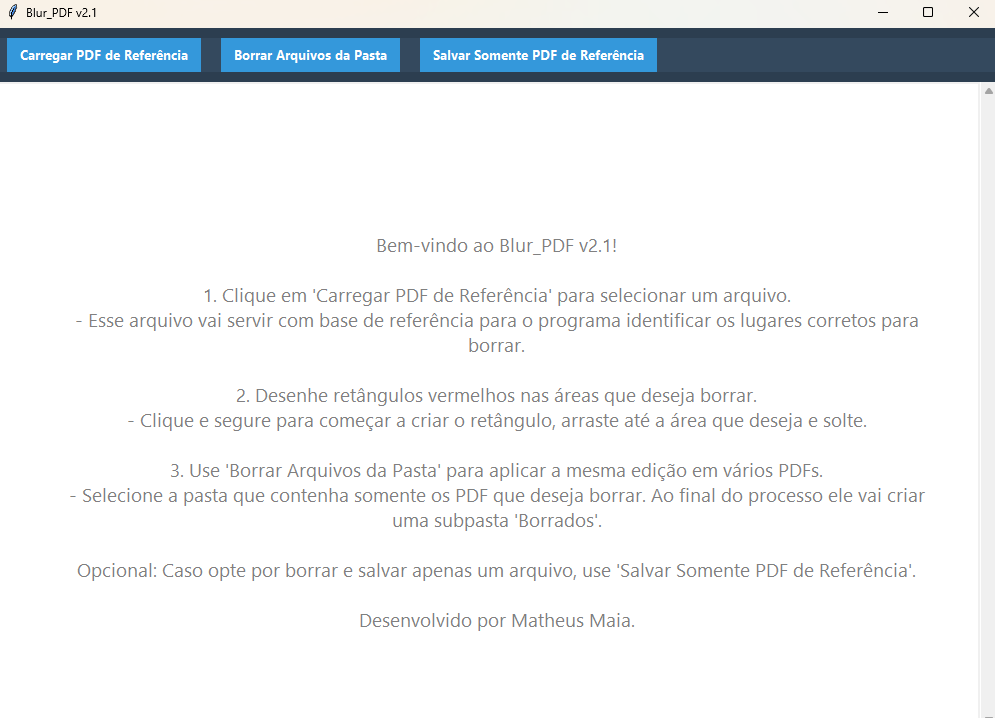 Blur_PDF v2.1
Carregar PDF de Referência
Borrar Arquivos da Pasta
Salvar Somente PDF de Referência
Bem-vindo ao Blur_PDF v2.1!
1. Clique em 'Carregar PDF de Referência' para selecionar um arquivo.
- Esse arquivo vai servir com base de referência para o programa identificar os lugares corretos para
borrar.
2. Desenhe retângulos vermelhos nas áreas que deseja borrar.
- Clique e segure para começar a criar o retângulo, arraste até a área que deseja e solte.
3. Use 'Borrar Arquivos da Pasta' para aplicar a mesma edição em vários PDFs.
- Selecione a pasta que contenha somente os PDF que deseja borrar. Ao final do processo ele vai criar
uma subpasta 'Borrados'.
Opcional: Caso opte por borrar e salvar apenas um arquivo, use 'Salvar Somente PDF de Referência'.
Desenvolvido por Matheus Maia.